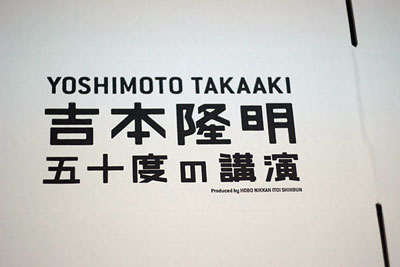 YOSHIMOTO TAKAAKI
吉本隆明
五十度の講演
Produced by HOBO NIKKAN ITOI SHINBUN